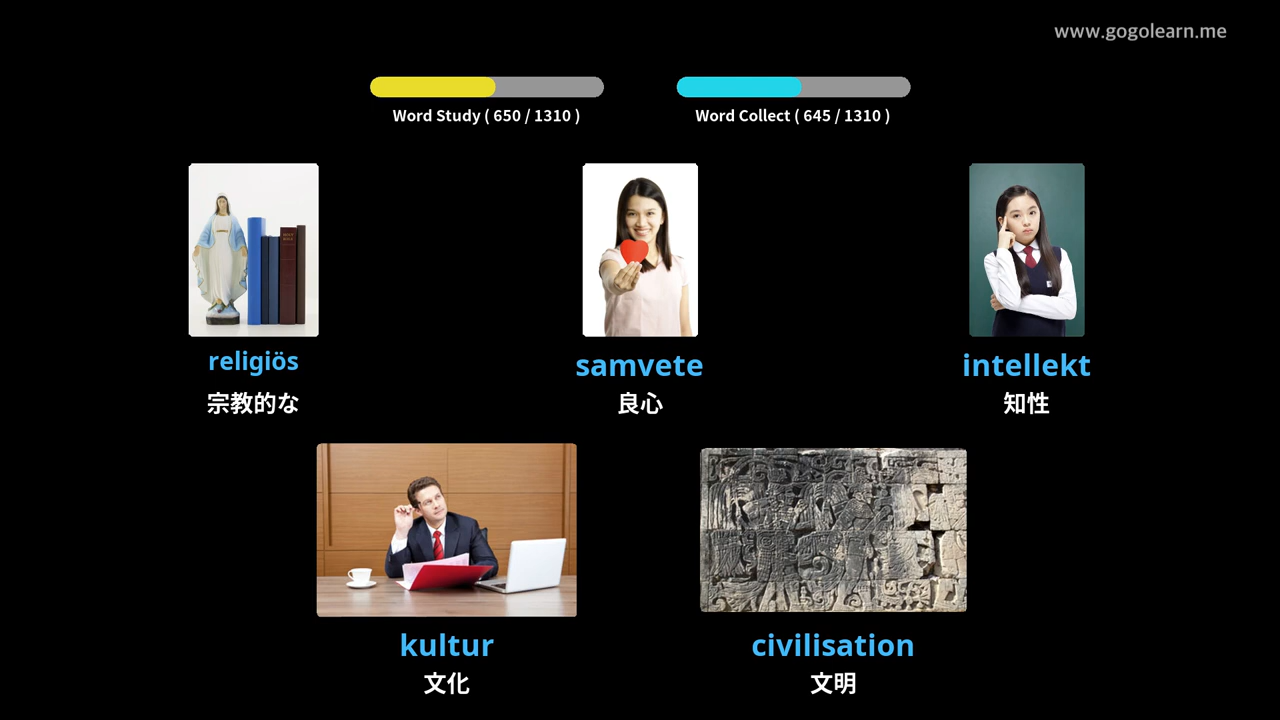 www.gogolearn.me
Word Study ( 650 / 1310 )
Word Collect ( 645 / 1310 )
religiös
宗教的な
samvete
良心
intellekt
知性
kultur
文化
civilisation
文明